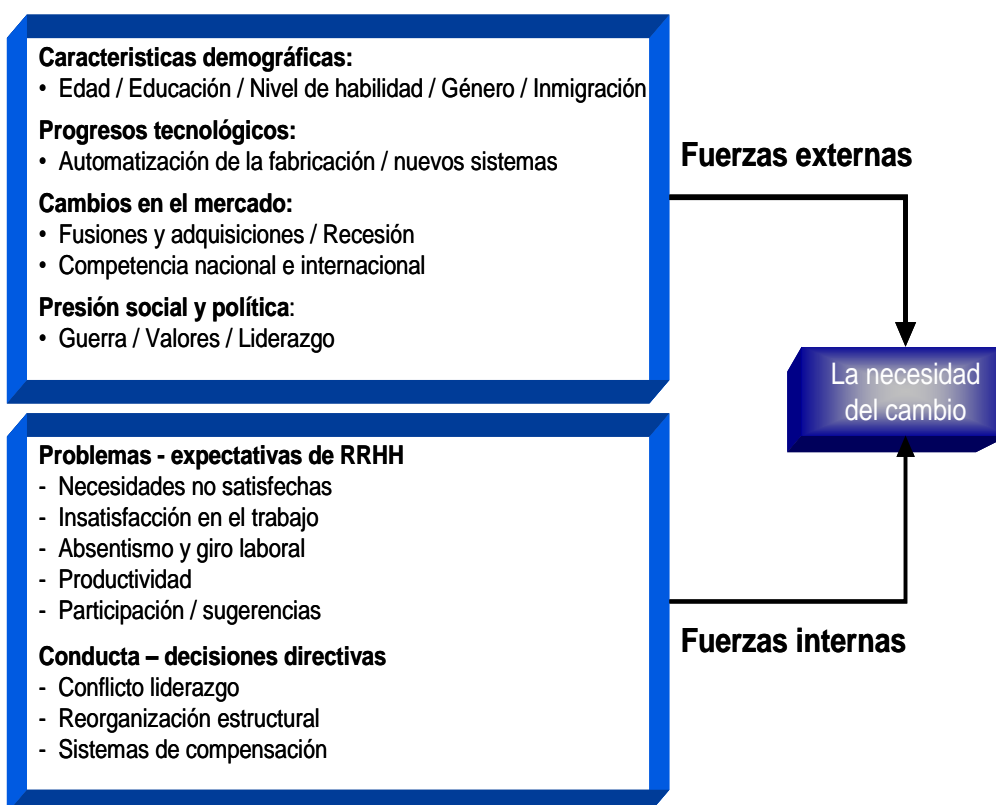 Caracteristicas demográficas:
• Edad / Educación / Nivel de habilidad / Género / Inmigración
Progresos tecnológicos:
• Automatización de la fabricación / nuevos sistemas
Cambios en el mercado:
• Fusiones y adquisiciones / Recesión
• Competencia nacional e internacional
Presión social y política:
• Guerra / Valores / Liderazgo
Fuerzas externas
La necesidad
del cambio
Problemas - expectativas de RRHH
- Necesidades no satisfechas
- Insatisfacción en el trabajo
- Absentismo y giro laboral
- Productividad
- Participación / sugerencias
Conducta – decisiones directivas
- Conflicto liderazgo
- Reorganización estructural
- Sistemas de compensación
Fuerzas internas